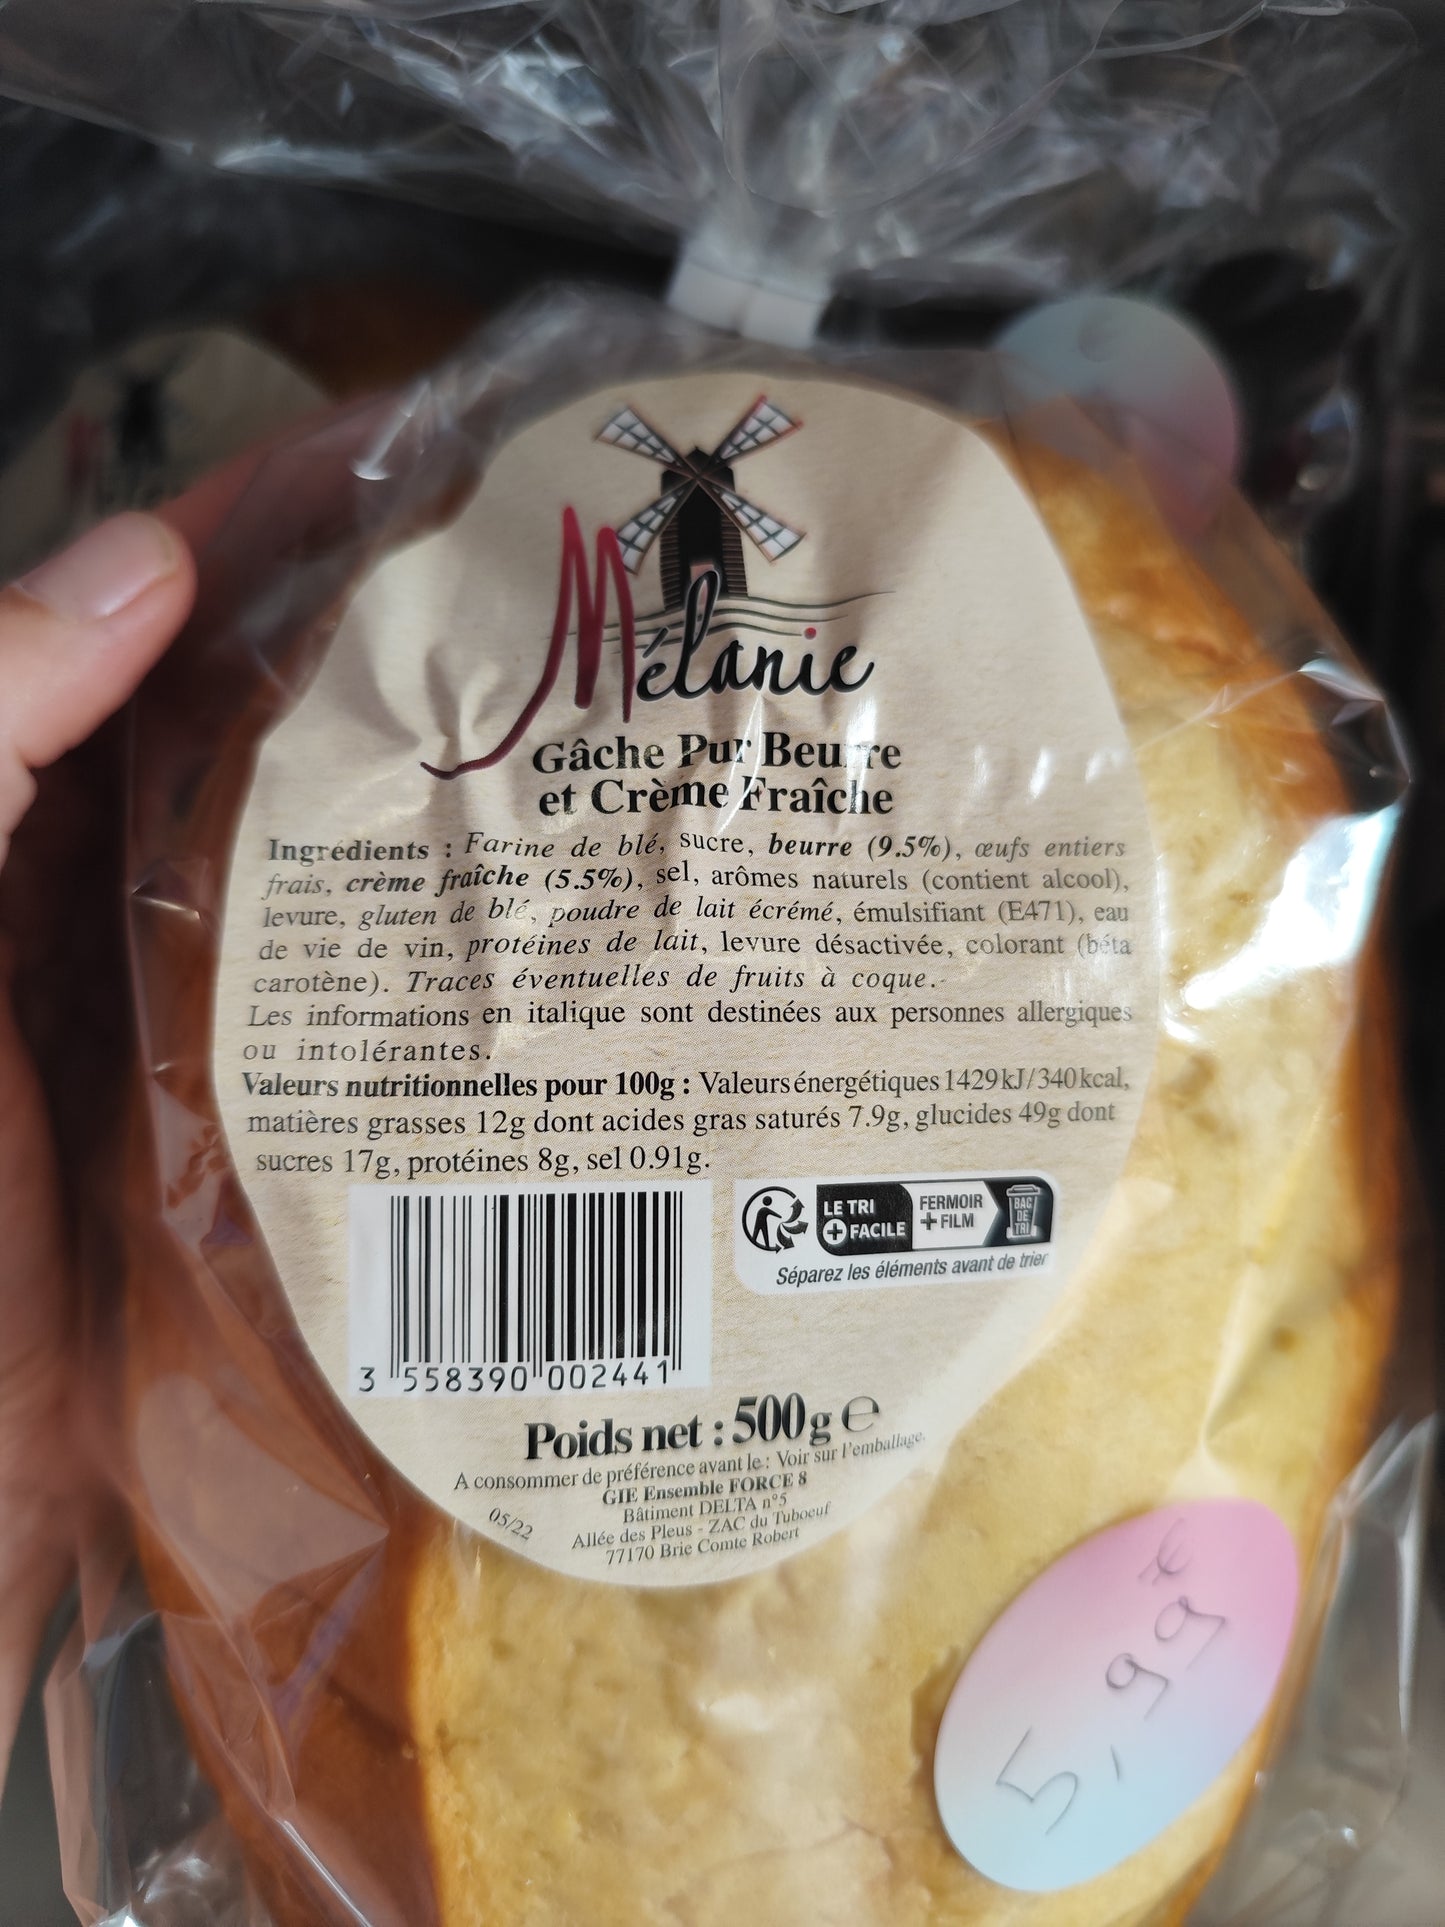 Mélanie
Gâche Pur Beurre
et Crème Fraîche
Ingrédients : Farine de blé, sucre, beurre (9.5%), œufs entiers
frais, crème fraîche (5.5%), sel, arômes naturels (contient alcool),
levure, gluten de blé, poudre de lait écrémé, émulsifiant (E471), eau
de vie de vin, protéines de lait, levure désactivée, colorant (béta
carotène). Traces éventuelles de fruits à coque.
Les informations en italique sont destinées aux personnes allergiques
ou intolérantes.
Valeurs nutritionnelles pour 100g : Valeurs énergétiques 1429kJ/340kcal,
matières grasses 12g dont acides gras saturés 7.9g, glucides 49g dont
sucres 17g, protéines 8g, sel 0.91g.
LE TRI
+ FACILE
FERMOIR
+ FILM
BAC
DE
TRI
Séparez les éléments avant de trier
3 558390 002441
Poids net : 500g e
A consommer de préférence avant le : Voir sur l'emballage.
GIE Ensemble FORCE 8
Bâtiment DELTA n°5
Allée des Pleus - ZAC du Tuboeuf
77170 Brie Comte Robert
05/22
5,99€